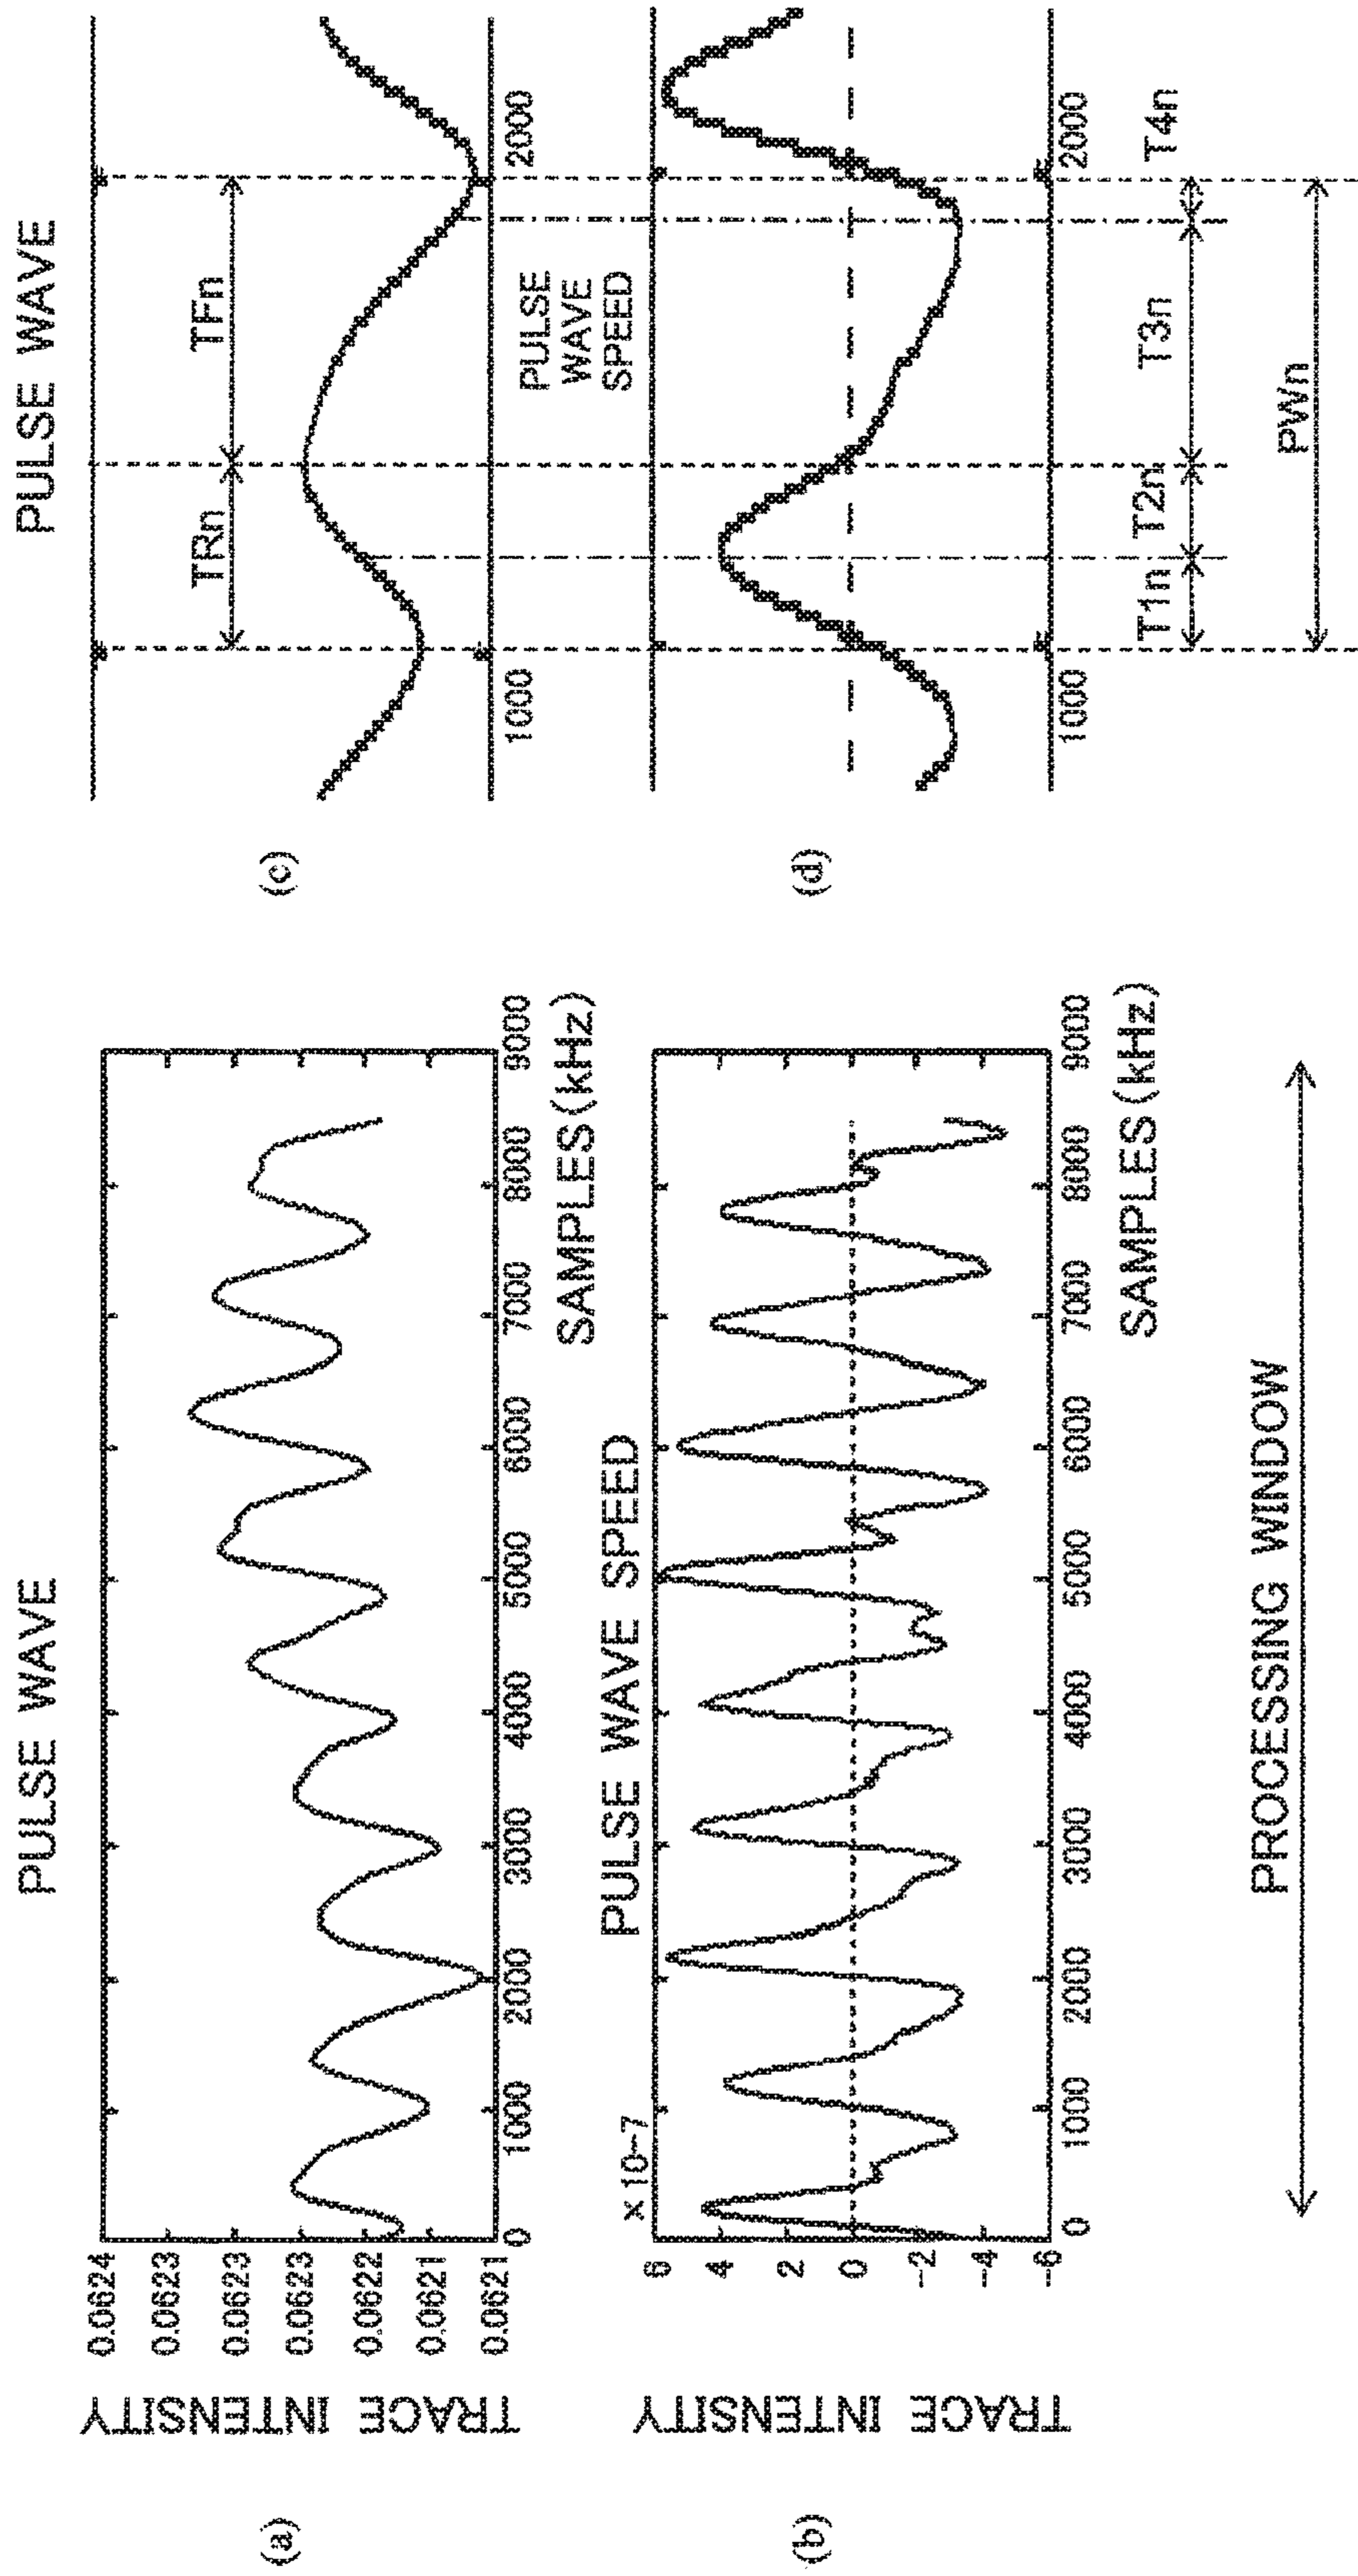 (a)
PULSE WAVE
TRACE INTENSITY
0.0624
0.0623
0.0623
0.0623
0.0622
0.0621
0.0621
0 1000 2000 3000 4000 5000 6000 7000 8000 9000
SAMPLES(kHz)
(b)
PULSE WAVE SPEED
× 10-7
TRACE INTENSITY
6
4
2
0
-2
-4
-6
0 1000 2000 3000 4000 5000 6000 7000 8000 9000
SAMPLES(kHz)
PROCESSING WINDOW
(c)
PULSE WAVE
TRn TFn
1000 2000
(d)
PULSE
WAVE
SPEED
1000 2000
T1n T2n T3n T4n
PWn